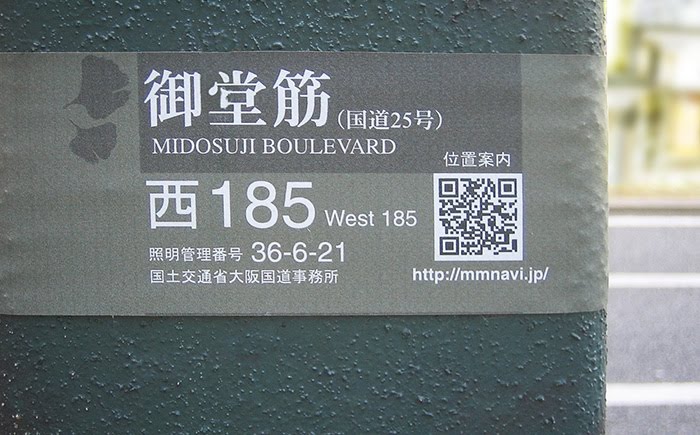 御堂筋(国道25号)
MIDOSUJI BOULEVARD
位置案内
西185 West 185
照明管理番号 36-6-21
国土交通省大阪国道事務所
http://mmnavi.jp/